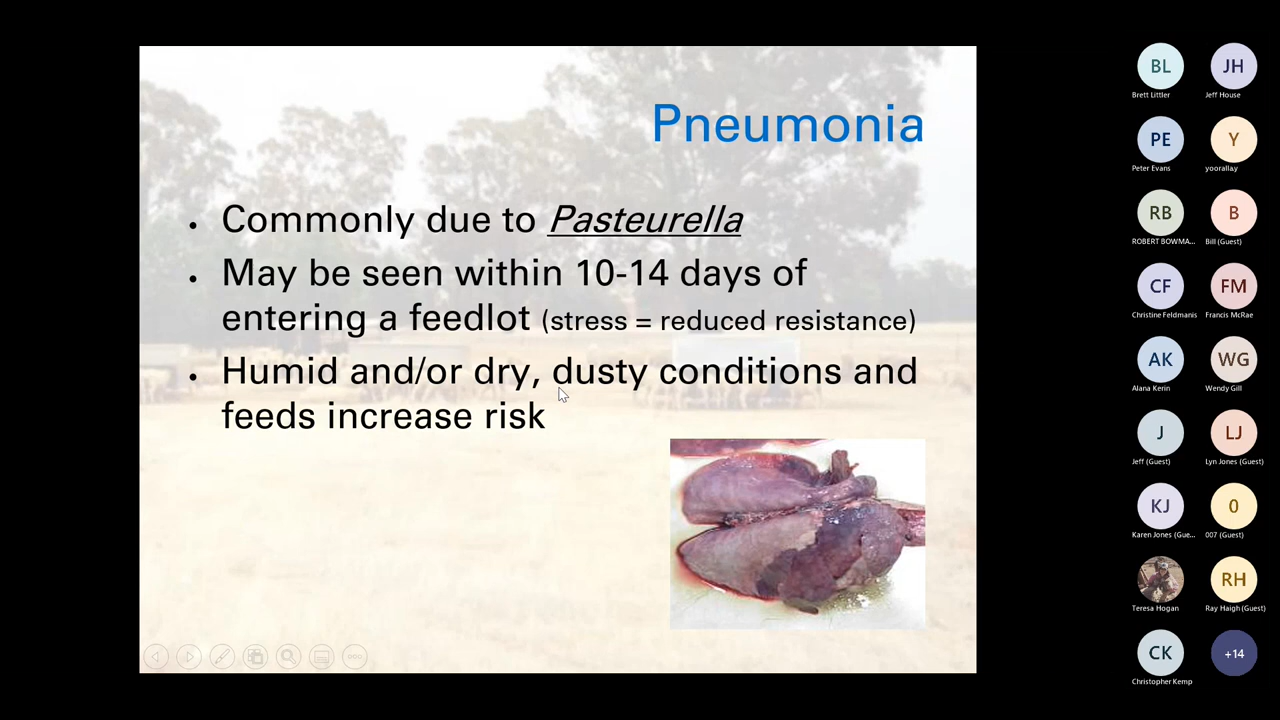 Pneumonia
• Commonly due to Pasteurella
• May be seen within 10-14 days of
entering a feedlot (stress = reduced resistance)
• Humid and/or dry, dusty conditions and
feeds increase risk
BL
Brett Littler
JH
Jeff House
PE
Peter Evans
Y
yooralla.y
RB
ROBERT BOWMA...
B
Bill (Guest)
CF
Christine Feldmanis
FM
Francis McRae
AK
Alana Kerin
WG
Wendy Gill
J
Jeff (Guest)
LJ
Lyn Jones (Guest)
KJ
Karen Jones (Gue...
0
007 (Guest)
Teresa Hogan
RH
Ray Haigh (Guest)
CK
Christopher Kemp
+14